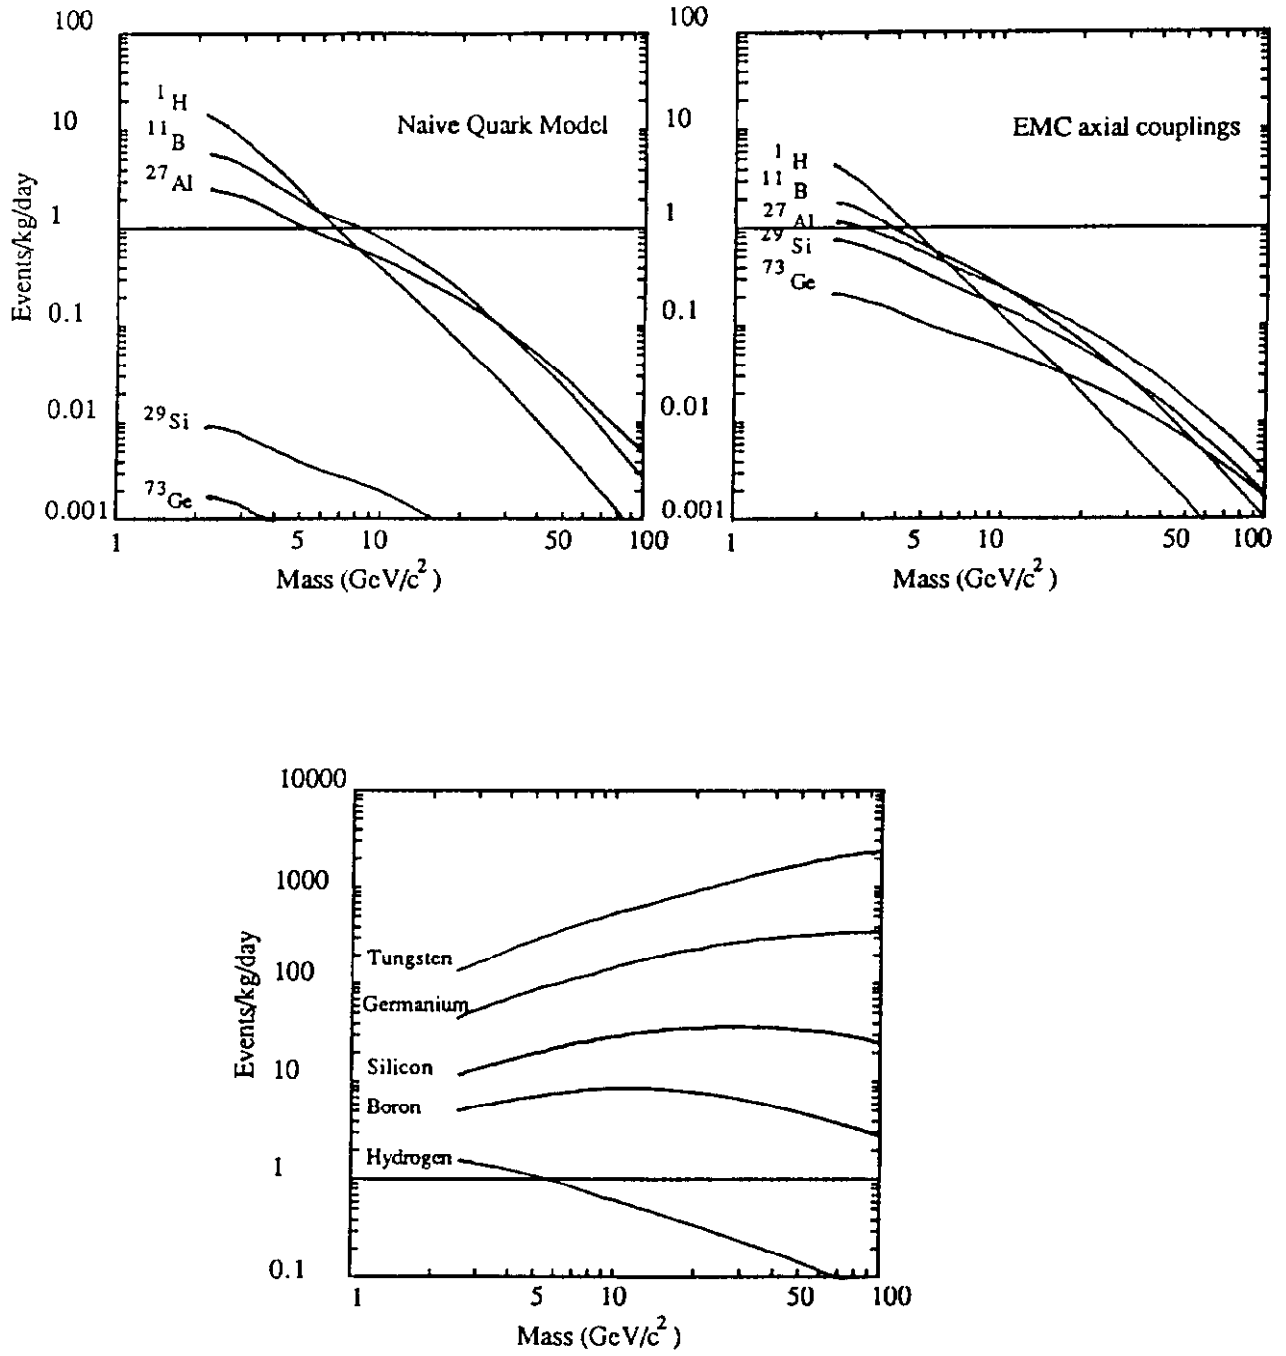 100
10
1
0.1
0.01
0.001
Events/kg/day
¹H
¹¹B
²⁷Al
²⁹Si
⁷³Ge
Naive Quark Model
1
5
10
50
100
Mass (GeV/c²)
100
10
1
0.1
0.01
0.001
¹H
¹¹B
²⁷Al
²⁹Si
⁷³Ge
EMC axial couplings
1
5
10
50
100
Mass (GeV/c²)
10000
1000
100
10
1
0.1
Events/kg/day
Tungsten
Germanium
Silicon
Boron
Hydrogen
1
5
10
50
100
Mass (GeV/c²)